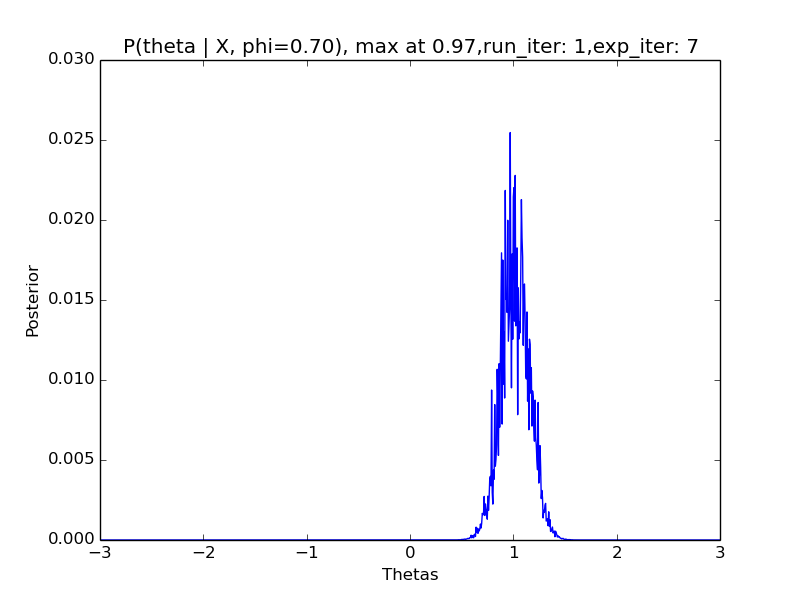 P(theta | X, phi=0.70), max at 0.97,run_iter: 1,exp_iter: 7
0.030
0.025
0.020
0.015
0.010
0.005
0.000
Posterior
−3 −2 −1 0 1 2 3
Thetas